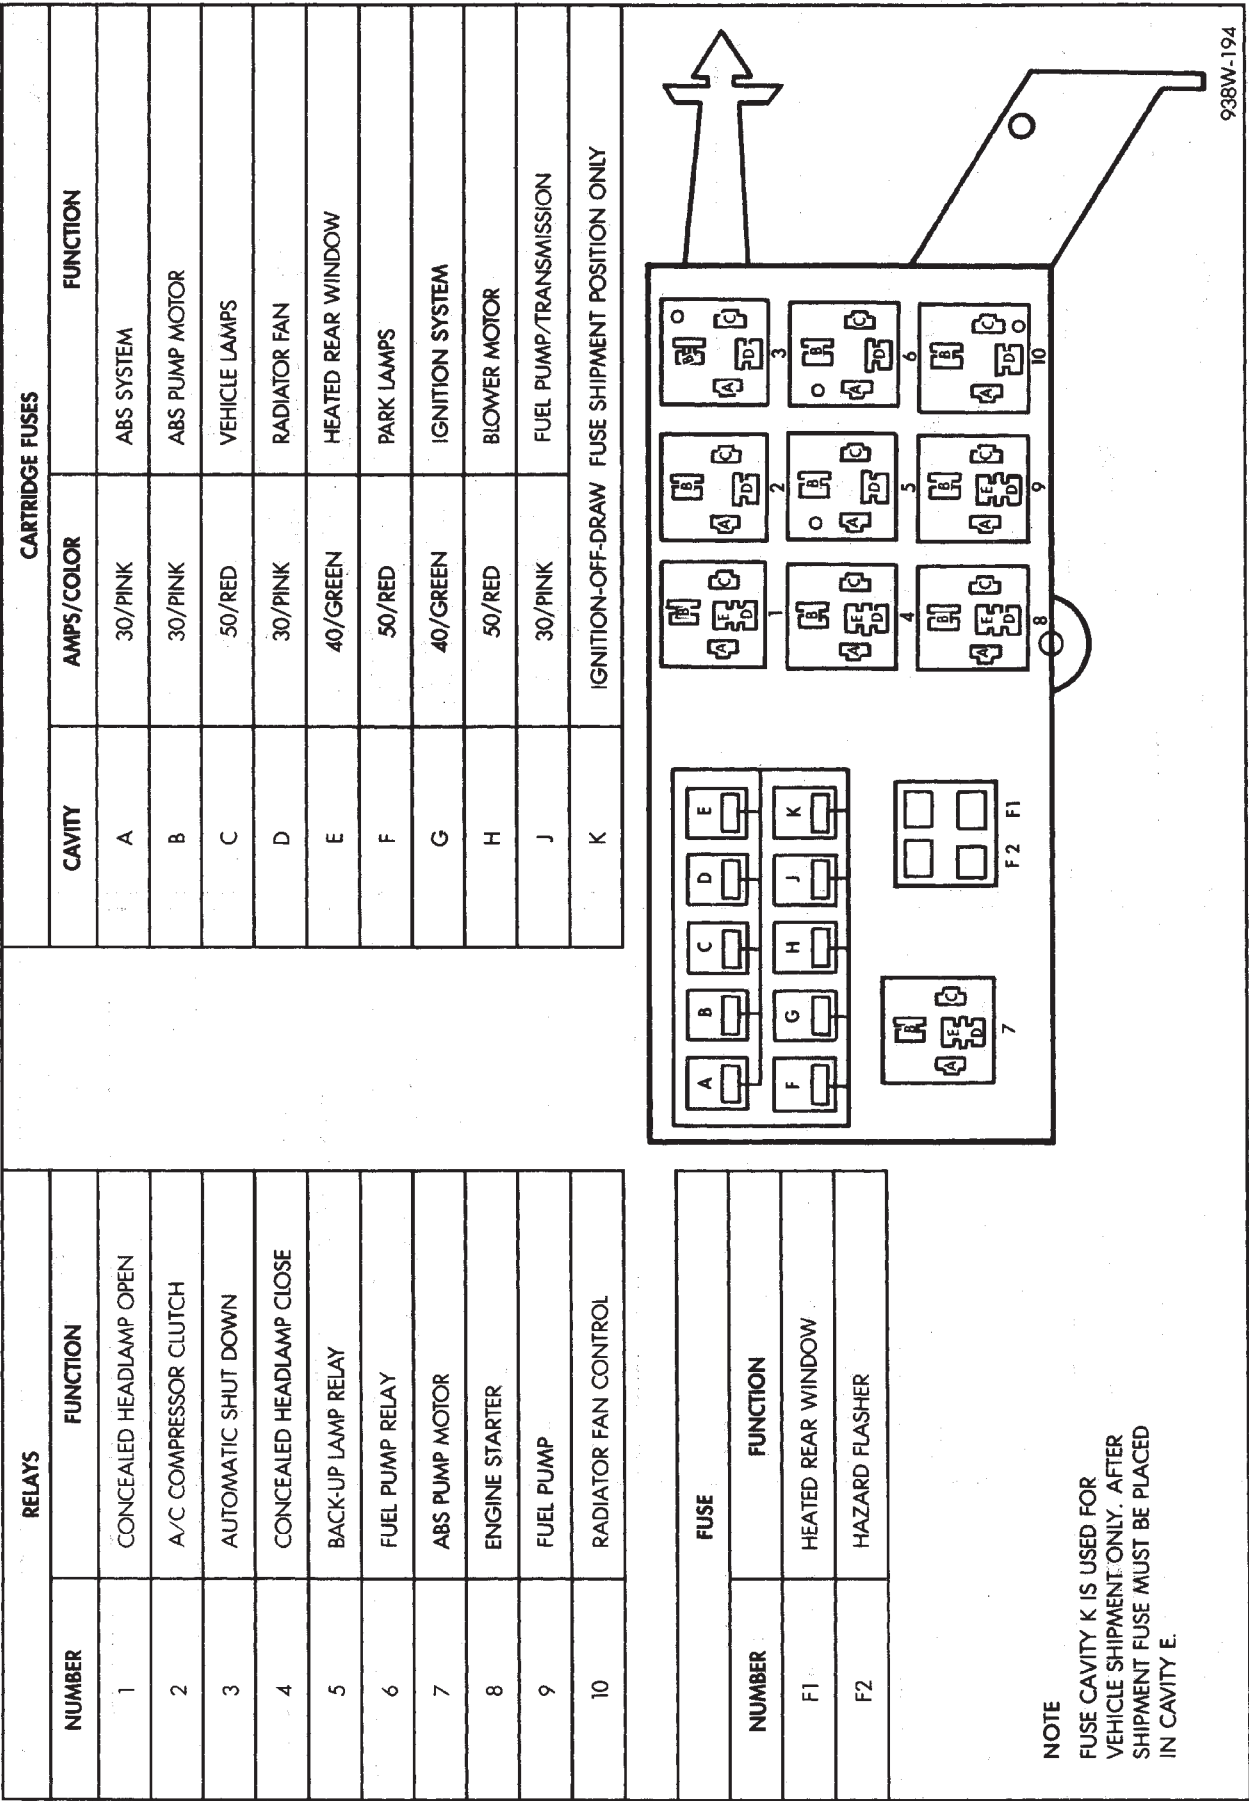 RELAYS
NUMBER FUNCTION
1 CONCEALED HEADLAMP OPEN
2 A/C COMPRESSOR CLUTCH
3 AUTOMATIC SHUT DOWN
4 CONCEALED HEADLAMP CLOSE
5 BACK-UP LAMP RELAY
6 FUEL PUMP RELAY
7 ABS PUMP MOTOR
8 ENGINE STARTER
9 FUEL PUMP
10 RADIATOR FAN CONTROL
CARTRIDGE FUSES
CAVITY AMPS/COLOR FUNCTION
A 30/PINK ABS SYSTEM
B 30/PINK ABS PUMP MOTOR
C 50/RED VEHICLE LAMPS
D 30/PINK RADIATOR FAN
E 40/GREEN HEATED REAR WINDOW
F 50/RED PARK LAMPS
G 40/GREEN IGNITION SYSTEM
H 50/RED BLOWER MOTOR
J 30/PINK FUEL PUMP/TRANSMISSION
K IGNITION-OFF-DRAW FUSE SHIPMENT POSITION ONLY
FUSE
NUMBER FUNCTION
F1 HEATED REAR WINDOW
F2 HAZARD FLASHER
NOTE
FUSE CAVITY K IS USED FOR
VEHICLE SHIPMENT ONLY. AFTER
SHIPMENT FUSE MUST BE PLACED
IN CAVITY E.
A B C D E
F G H J K
B
A E C
D
7
F2 F1
B
A E C
D
1
B
A C
D
2
B
A C
D
3
B
A E C
D
4
B
A C
D
5
B
A C
D
6
B
A E C
D
8
B
A E C
D
9
B
A C
D
10
938W-194